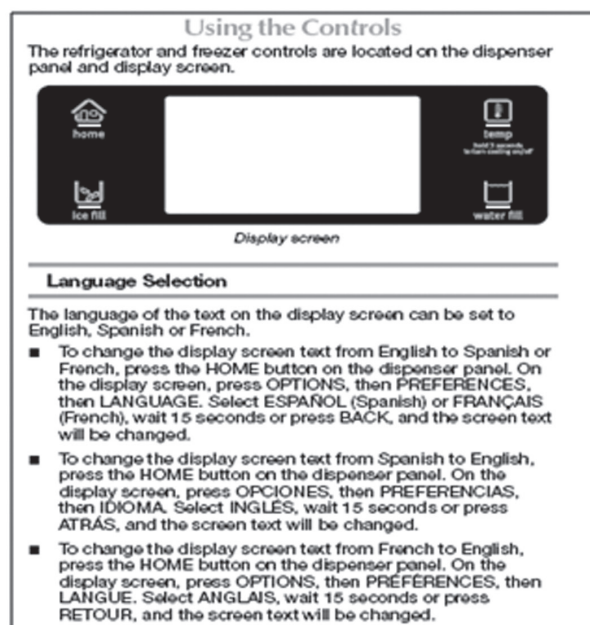 Using the Controls
The refrigerator and freezer controls are located on the dispenser
panel and display screen.
home
temp
hold 3 seconds
to turn cooling on/off
ice fill
water fill
Display screen
Language Selection
The language of the text on the display screen can be set to
English, Spanish or French.
■ To change the display screen text from English to Spanish or
French, press the HOME button on the dispenser panel. On
the display screen, press OPTIONS, then PREFERENCES,
then LANGUAGE. Select ESPAÑOL (Spanish) or FRANÇAIS
(French), wait 15 seconds or press BACK, and the screen text
will be changed.
■ To change the display screen text from Spanish to English,
press the HOME button on the dispenser panel. On the
display screen, press OPCIONES, then PREFERENCIAS,
then IDIOMA. Select INGLÉS, wait 15 seconds or press
ATRÁS, and the screen text will be changed.
■ To change the display screen text from French to English,
press the HOME button on the dispenser panel. On the
display screen, press OPTIONS, then PRÉFÉRENCES, then
LANGUE. Select ANGLAIS, wait 15 seconds or press
RETOUR, and the screen text will be changed.